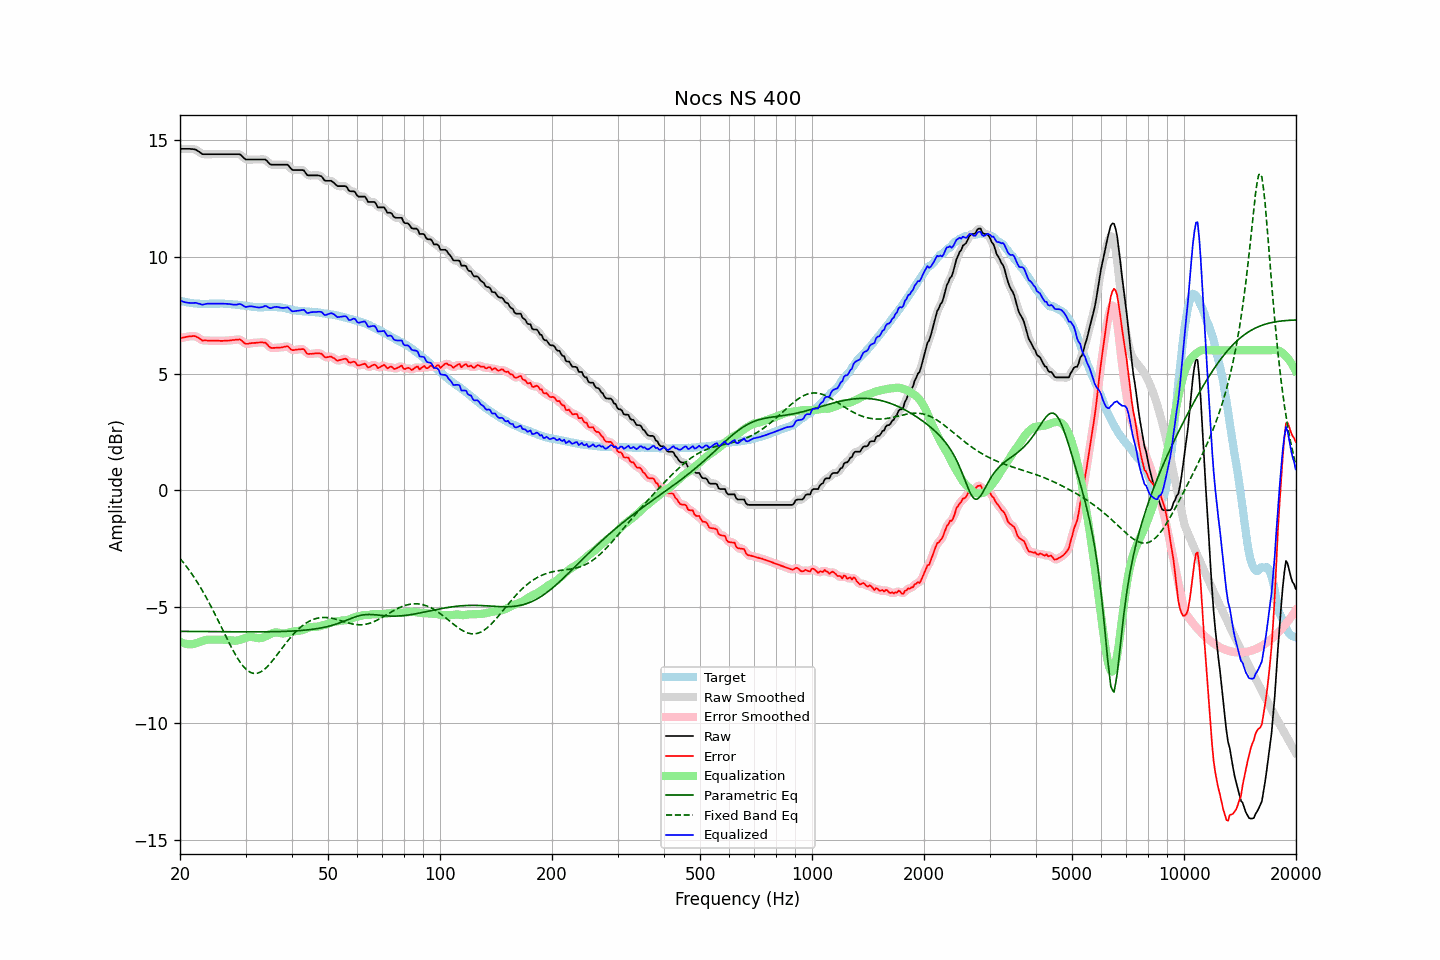 Nocs NS 400
15
10
5
0
−5
−10
−15
Amplitude (dBr)
Target
Raw Smoothed
Error Smoothed
Raw
Error
Equalization
Parametric Eq
Fixed Band Eq
Equalized
20
50
100
200
500
1000
2000
5000
10000
20000
Frequency (Hz)